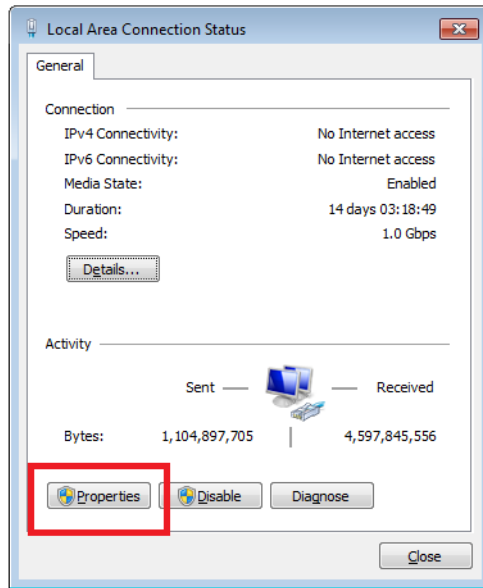 Local Area Connection Status
General
Connection
IPv4 Connectivity: No Internet access
IPv6 Connectivity: No Internet access
Media State: Enabled
Duration: 14 days 03:18:49
Speed: 1.0 Gbps
Details...
Activity
Sent Received
Bytes: 1,104,897,705 4,597,845,556
Properties Disable Diagnose
Close